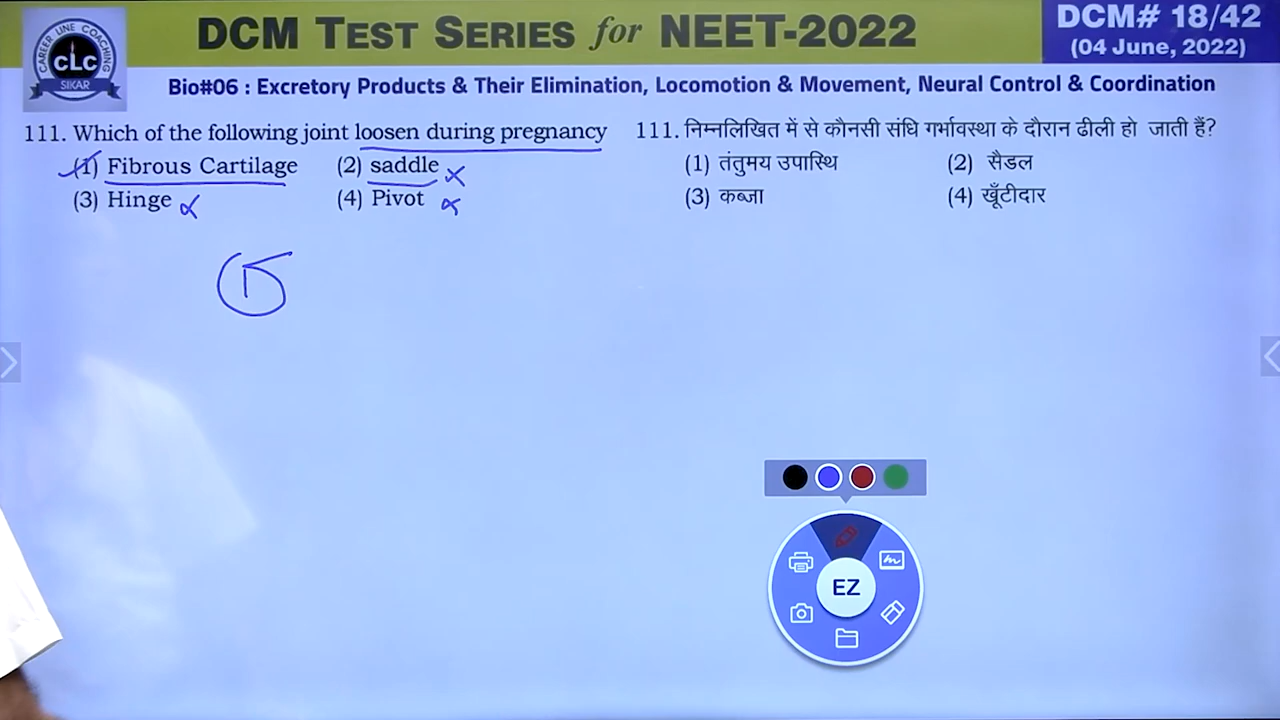 DCM TEST SERIES for NEET-2022
DCM# 18/42
(04 June, 2022)
CAREER LINE COACHING
CLC
SIKAR
Bio#06 : Excretory Products & Their Elimination, Locomotion & Movement, Neural Control & Coordination
111. Which of the following joint loosen during pregnancy
(1) Fibrous Cartilage (2) saddle
(3) Hinge (4) Pivot
1
111. निम्नलिखित में से कौनसी संधि गर्भावस्था के दौरान ढीली हो जाती हैं?
(1) तंतुमय उपास्थि (2) सैडल
(3) कब्जा (4) खूँटीदार
EZ